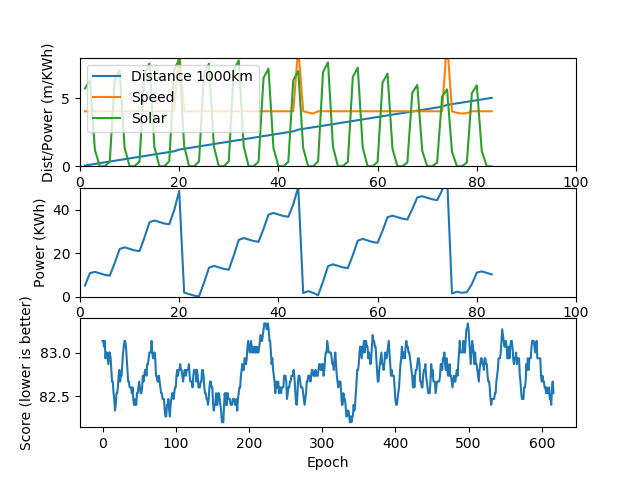 Dist/Power (m/KWh)
5
0
Distance 1000km
Speed
Solar
0 20 40 60 80 100
Power (KWh)
40
20
0
0 20 40 60 80 100
Score (lower is better)
83.0
82.5
0 100 200 300 400 500 600
Epoch